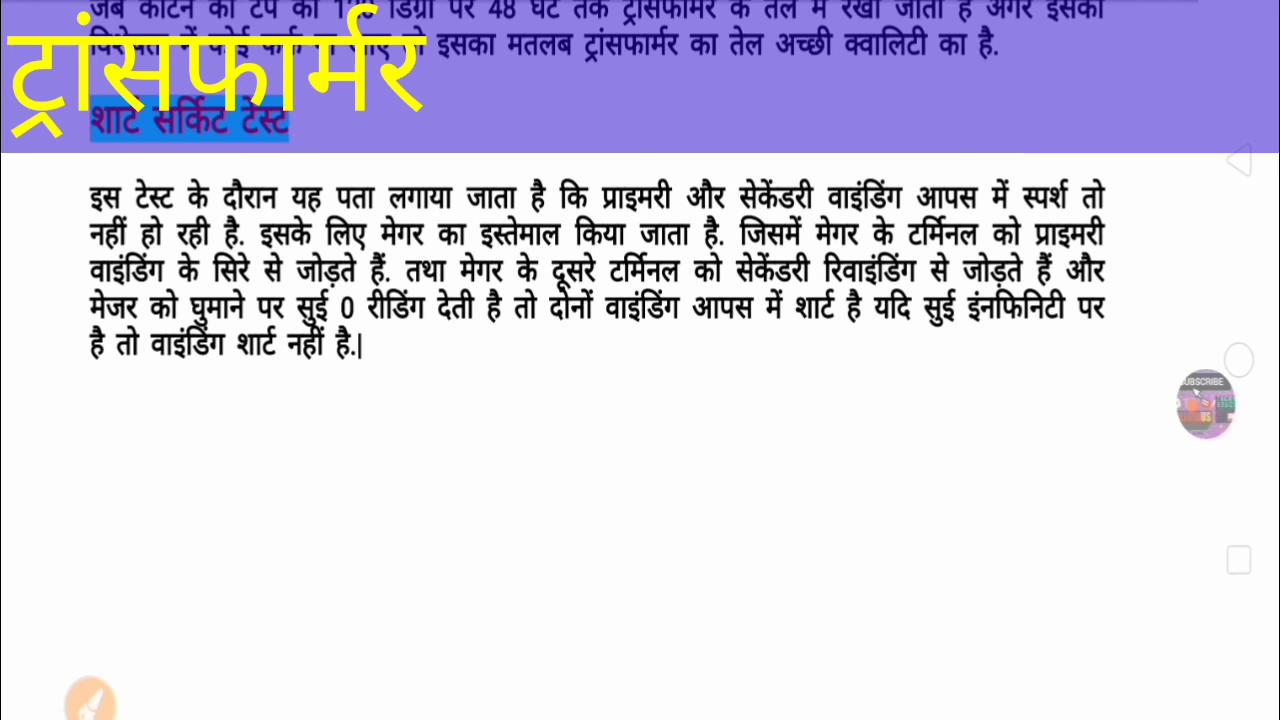 जब कॉटन की टेप को 120 डिग्री पर 48 घंटे तक ट्रांसफार्मर के तेल में रखा जाता है अगर इसकी
ट्रांसफार्मर
इसका मतलब ट्रांसफार्मर का तेल अच्छी क्वालिटी का है.
शार्ट सर्किट टेस्ट
इस टेस्ट के दौरान यह पता लगाया जाता है कि प्राइमरी और सेकेंडरी वाइंडिंग आपस में स्पर्श तो
नहीं हो रही है. इसके लिए मेगर का इस्तेमाल किया जाता है. जिसमें मेगर के टर्मिनल को प्राइमरी
वाइंडिंग के सिरे से जोड़ते हैं. तथा मेगर के दूसरे टर्मिनल को सेकेंडरी रिवाइंडिंग से जोड़ते हैं और
मेजर को घुमाने पर सुई 0 रीडिंग देती है तो दोनों वाइंडिंग आपस में शार्ट है यदि सुई इंनफिनिटी पर
है तो वाइंडिंग शार्ट नहीं है.
SUBSCRIBE